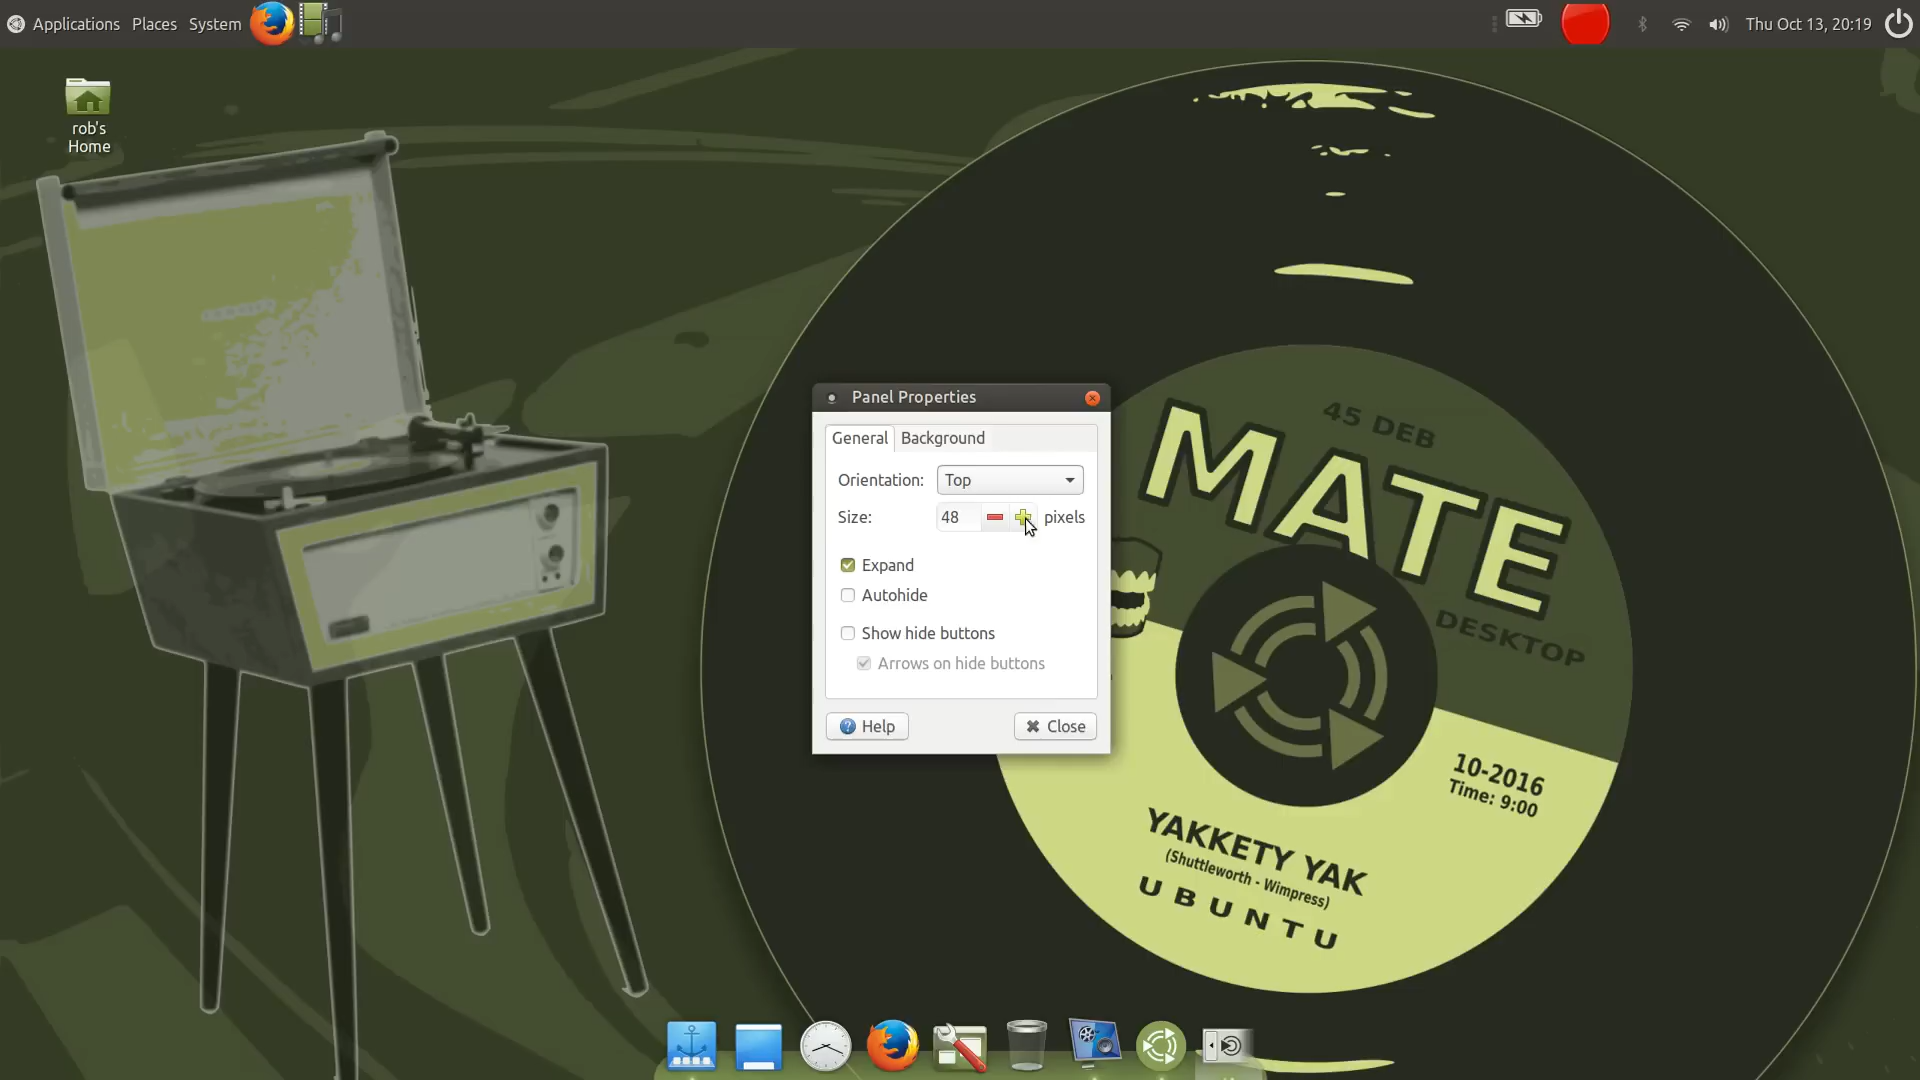 Applications Places System
Thu Oct 13, 20:19
rob's
Home
Panel Properties
General Background
Orientation: Top
Size: 48 pixels
Expand
Autohide
Show hide buttons
Arrows on hide buttons
Help Close
45 DEB
MATE
DESKTOP
10-2016
Time: 9:00
YAKKETY YAK
(Shuttleworth - Wimpress)
UBUNTU